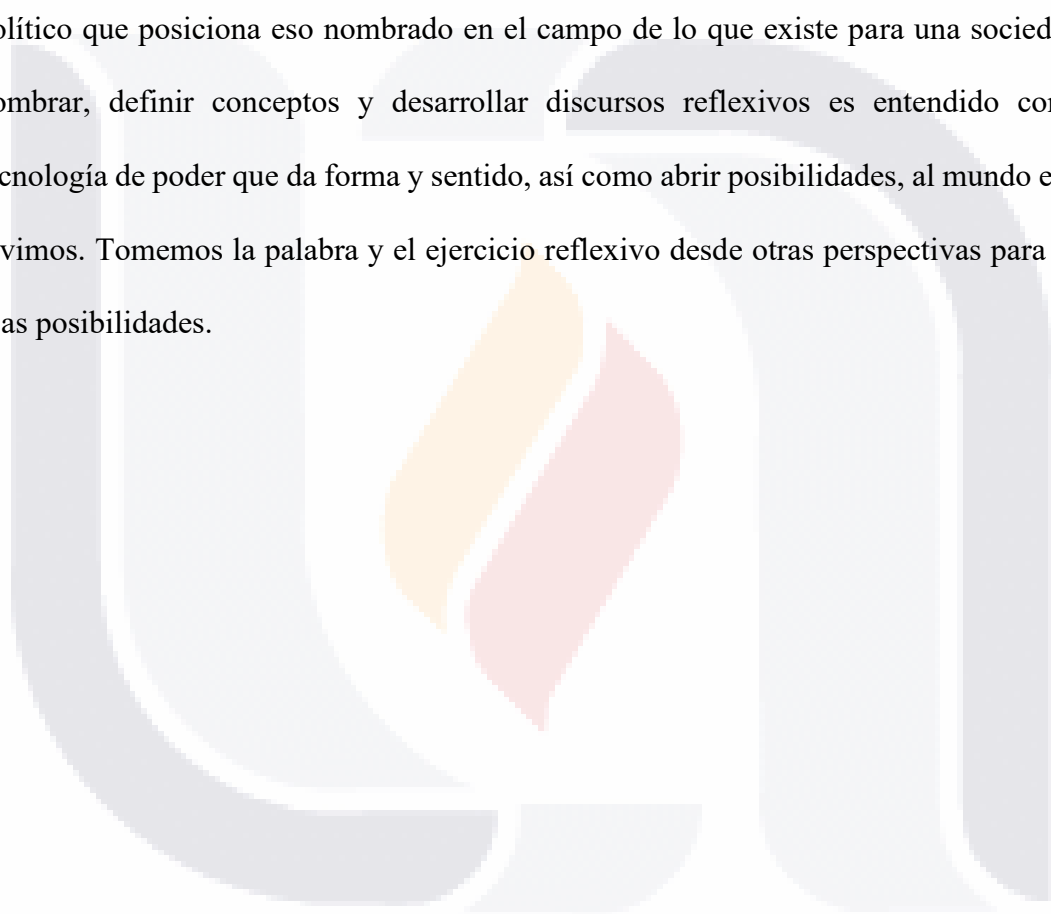 olítico que posiciona eso nombrado en el campo de lo que existe para una socied
ombrar, definir conceptos y desarrollar discursos reflexivos es entendido cor
cnología de poder que da forma y sentido, así como abrir posibilidades, al mundo e
vimos. Tomemos la palabra y el ejercicio reflexivo desde otras perspectivas para
as posibilidades.